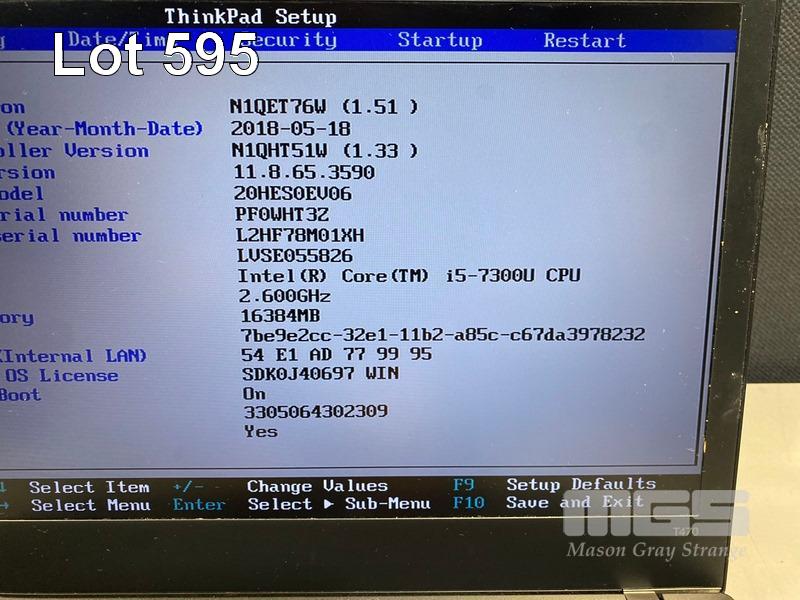 ThinkPad Setup
Date/Tim Security Startup Restart
Lot 595
on N1QET76W (1.51 )
(Year-Month-Date) 2018-05-18
oller Version N1QHT51W (1.33 )
rsion 11.8.65.3590
odel 20HES0EV06
rial number PF0WHT3Z
serial number L2HF78M01XH
LVSE055826
Intel(R) Core(TM) i5-7300U CPU
2.600GHz
ory 16384MB
7be9e2cc-32e1-11b2-a85c-c67da3978232
(Internal LAN) 54 E1 AD 77 99 95
OS License SDK0J40697 WIN
Boot On
3305064302309
Yes
↓ Select Item +/- Change Values F9 Setup Defaults
→ Select Menu Enter Select ► Sub-Menu F10 Save and Exit
MGS
T470
Mason Gray Strange